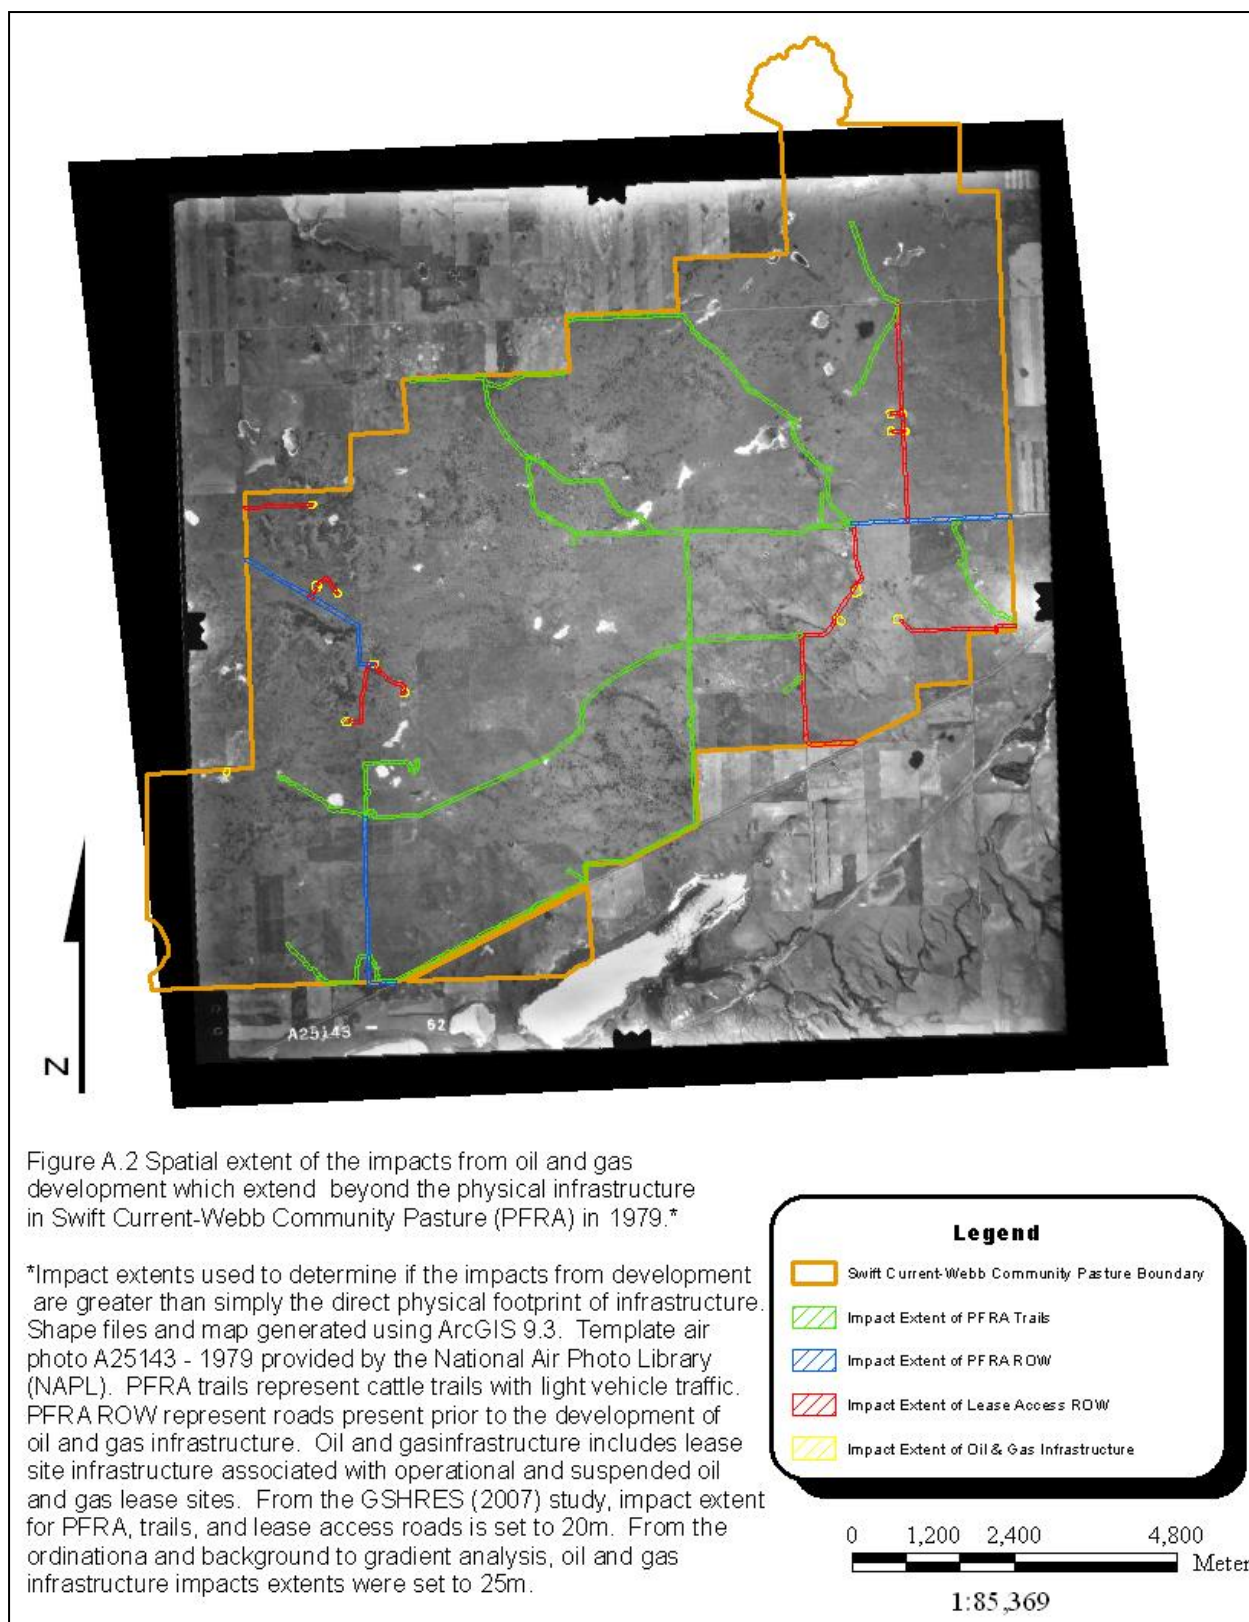 A25143 - 62
N
Figure A.2 Spatial extent of the impacts from oil and gas
development which extend beyond the physical infrastructure
in Swift Current-Webb Community Pasture (PFRA) in 1979.*
*Impact extents used to determine if the impacts from development
are greater than simply the direct physical footprint of infrastructure.
Shape files and map generated using ArcGIS 9.3. Template air
photo A25143 - 1979 provided by the National Air Photo Library
(NAPL). PFRA trails represent cattle trails with light vehicle traffic.
PFRA ROW represent roads present prior to the development of
oil and gas infrastructure. Oil and gasinfrastructure includes lease
site infrastructure associated with operational and suspended oil
and gas lease sites. From the GSHRES (2007) study, impact extent
for PFRA, trails, and lease access roads is set to 20m. From the
ordinationa and background to gradient analysis, oil and gas
infrastructure impacts extents were set to 25m.
Legend
Swift Current-Webb Community Pasture Boundary
Impact Extent of PFRA Trails
Impact Extent of PFRA ROW
Impact Extent of Lease Access ROW
Impact Extent of Oil & Gas Infrastructure
0 1,200 2,400 4,800
Meter
1:85,369